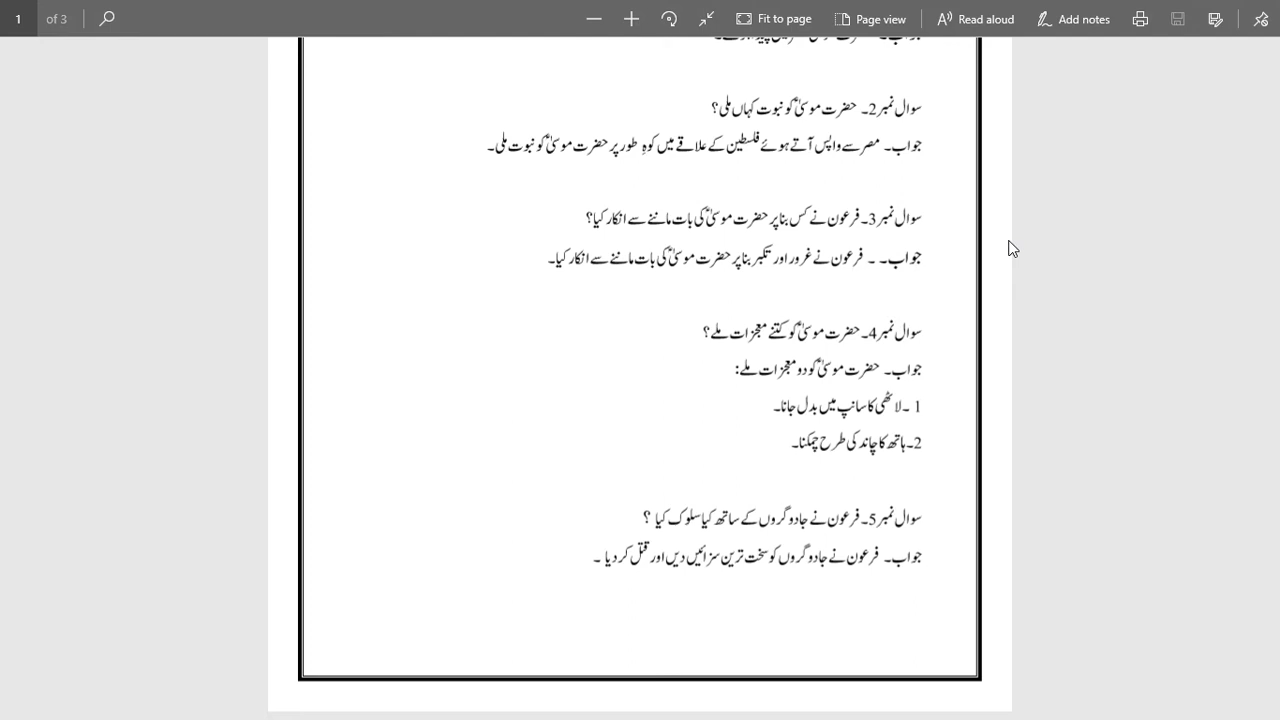 1 of 3 Fit to page Page view Read aloud Add notes
سوال نمبر2۔ حضرت موسیٰؑ کو نبوت کہاں ملی؟
جواب۔ مصر سے واپس آتے ہوئے فلسطین کے علاقے میں کوہِ طور پر حضرت موسیٰؑ کو نبوت ملی۔
سوال نمبر3۔ فرعون نے کس بنا پر حضرت موسیٰؑ کی بات ماننے سے انکار کیا؟
جواب۔ ۔ فرعون نے غرور اور تکبر بنا پر حضرت موسیٰؑ کی بات ماننے سے انکار کیا۔
سوال نمبر4۔ حضرت موسیٰؑ کو کتنے معجزات ملے؟
جواب۔ حضرت موسیٰؑ کو دو معجزات ملے:
1 ۔ لاٹھی کا سانپ میں بدل جانا۔
2۔ ہاتھ کا چاند کی طرح چمکنا۔
سوال نمبر5۔ فرعون نے جادوگروں کے ساتھ کیا سلوک کیا ؟
جواب۔ فرعون نے جادوگروں کو سخت ترین سزائیں دیں اور قتل کر دیا ۔